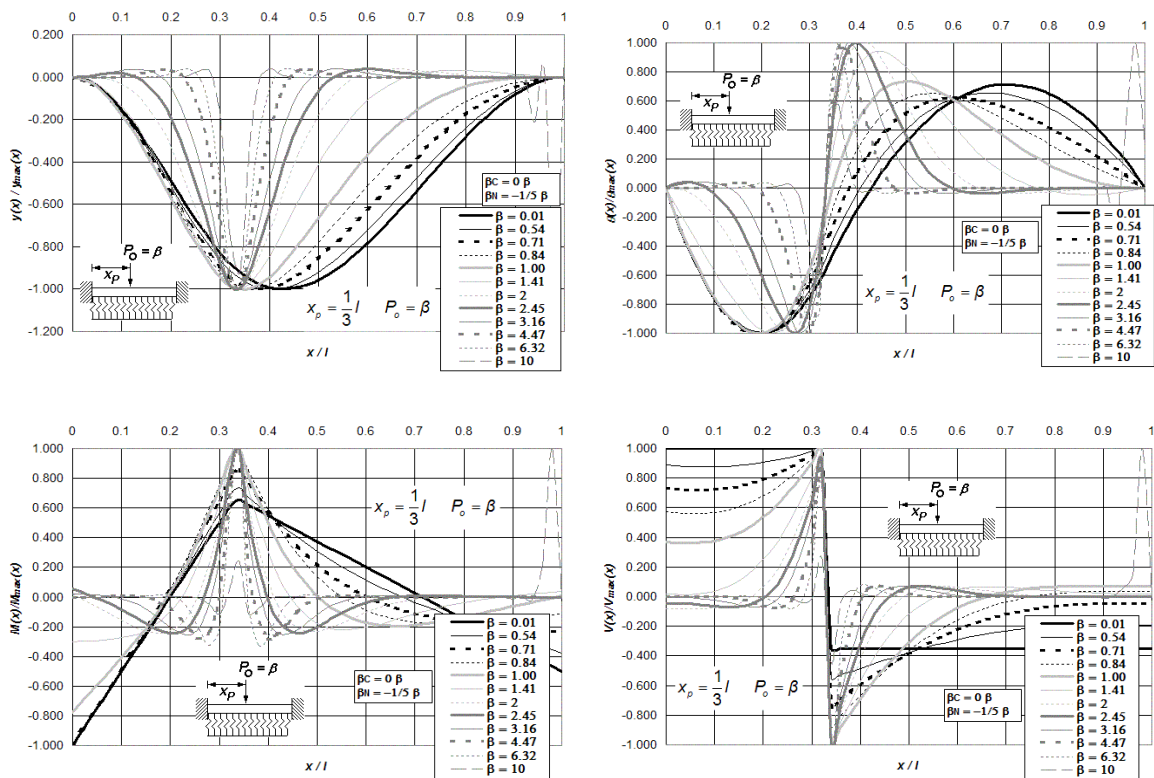 0 0.1 0.2 0.3 0.4 0.5 0.6 0.7 0.8 0.9 1
0.200
0.000
-0.200
-0.400
-0.600
-0.800
-1.000
-1.200
y(x) / ymax(x)
x / l
Po = β
xP
xp = 1/3 l Po = β
βC = 0 β
βN = −1/5 β
β = 0.01
β = 0.54
β = 0.71
β = 0.84
β = 1.00
β = 1.41
β = 2
β = 2.45
β = 3.16
β = 4.47
β = 6.32
β = 10
0 0.1 0.2 0.3 0.4 0.5 0.6 0.7 0.8 0.9 1
1.000
0.800
0.600
0.400
0.200
0.000
-0.200
-0.400
-0.600
-0.800
-1.000
x / l
Po = β
xP
xp = 1/3 l Po = β
βC = 0 β
βN = −1/5 β
β = 0.01
β = 0.54
β = 0.71
β = 0.84
β = 1.00
β = 1.41
β = 2
β = 2.45
β = 3.16
β = 4.47
β = 6.32
β = 10
0 0.1 0.2 0.3 0.4 0.5 0.6 0.7 0.8 0.9 1
1.000
0.800
0.600
0.400
0.200
0.000
-0.200
-0.400
-0.600
-0.800
-1.000
M(x)/Mmax(x)
x / l
xp = 1/3 l Po = β
Po = β
xP
βC = 0 β
βN = −1/5 β
β = 0.01
β = 0.54
β = 0.71
β = 0.84
β = 1.00
β = 1.41
β = 2
β = 2.45
β = 3.16
β = 4.47
β = 6.32
β = 10
0 0.1 0.2 0.3 0.4 0.5 0.6 0.7 0.8 0.9 1
1.000
0.800
0.600
0.400
0.200
0.000
-0.200
-0.400
-0.600
-0.800
-1.000
V(x)/Vmax(x)
x / l
Po = β
xP
xp = 1/3 l Po = β
βC = 0 β
βN = −1/5 β
β = 0.01
β = 0.54
β = 0.71
β = 0.84
β = 1.00
β = 1.41
β = 2
β = 2.45
β = 3.16
β = 4.47
β = 6.32
β = 10